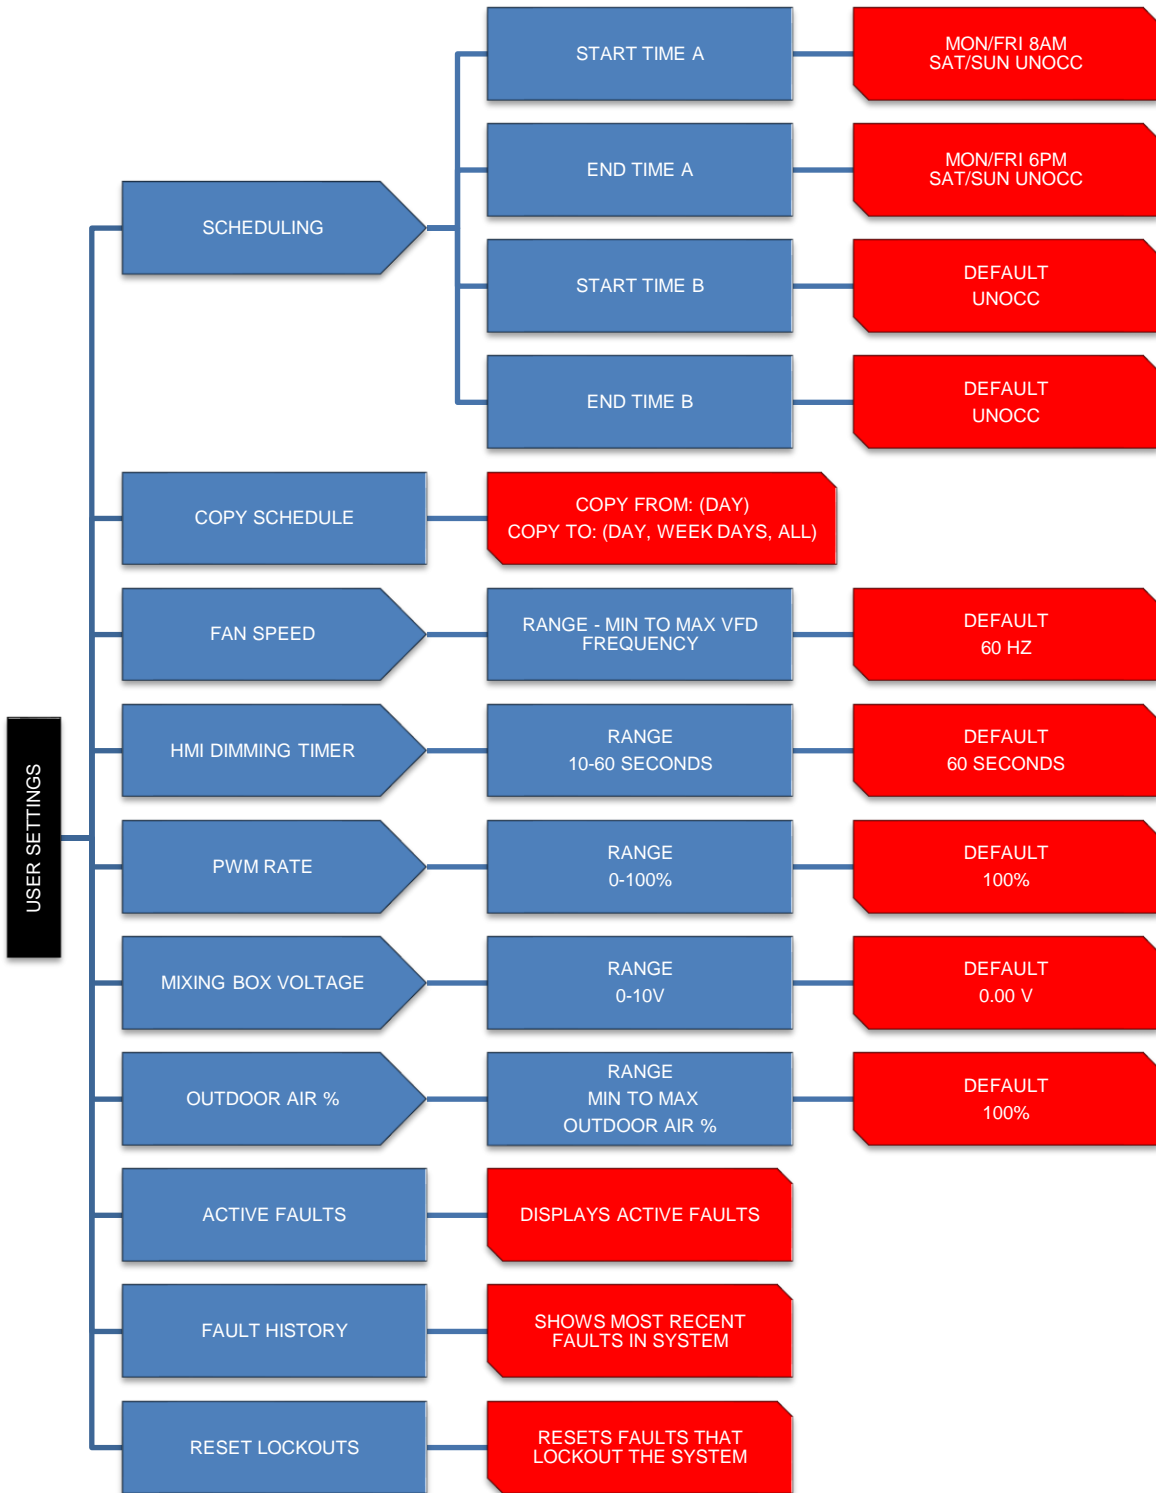 USER SETTINGS
SCHEDULING
START TIME A
MON/FRI 8AM
SAT/SUN UNOCC
END TIME A
MON/FRI 6PM
SAT/SUN UNOCC
START TIME B
DEFAULT
UNOCC
END TIME B
DEFAULT
UNOCC
COPY SCHEDULE
COPY FROM: (DAY)
COPY TO: (DAY, WEEK DAYS, ALL)
FAN SPEED
RANGE - MIN TO MAX VFD
FREQUENCY
DEFAULT
60 HZ
HMI DIMMING TIMER
RANGE
10-60 SECONDS
DEFAULT
60 SECONDS
PWM RATE
RANGE
0-100%
DEFAULT
100%
MIXING BOX VOLTAGE
RANGE
0-10V
DEFAULT
0.00 V
OUTDOOR AIR %
RANGE
MIN TO MAX
OUTDOOR AIR %
DEFAULT
100%
ACTIVE FAULTS
DISPLAYS ACTIVE FAULTS
FAULT HISTORY
SHOWS MOST RECENT
FAULTS IN SYSTEM
RESET LOCKOUTS
RESETS FAULTS THAT
LOCKOUT THE SYSTEM